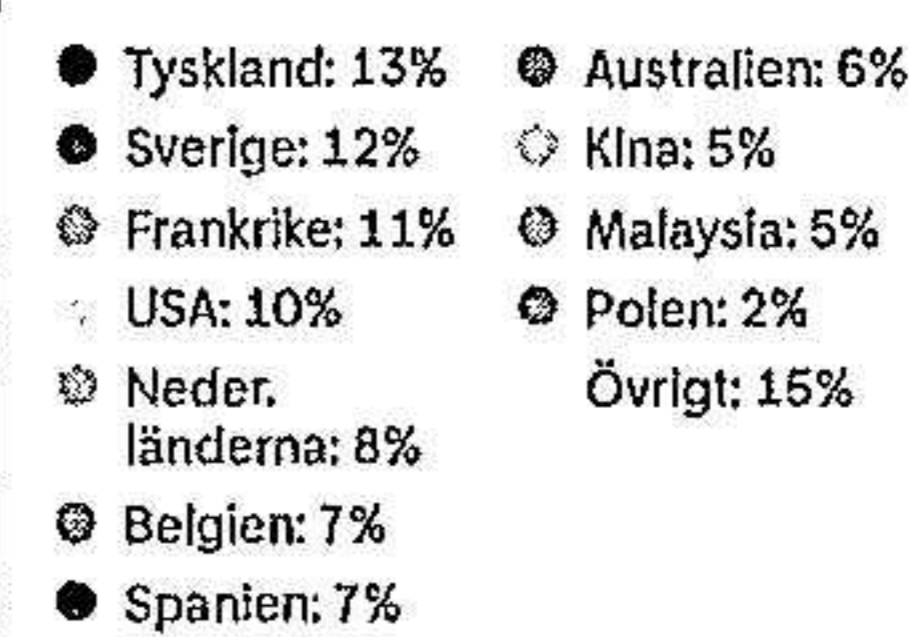 Tyskland: 13%
Sverige: 12%
Frankrike: 11%
USA: 10%
Neder-
länderna: 8%
Belgien: 7%
Spanien: 7%
Australien: 6%
Kina: 5%
Malaysia: 5%
Polen: 2%
Övrigt: 15%